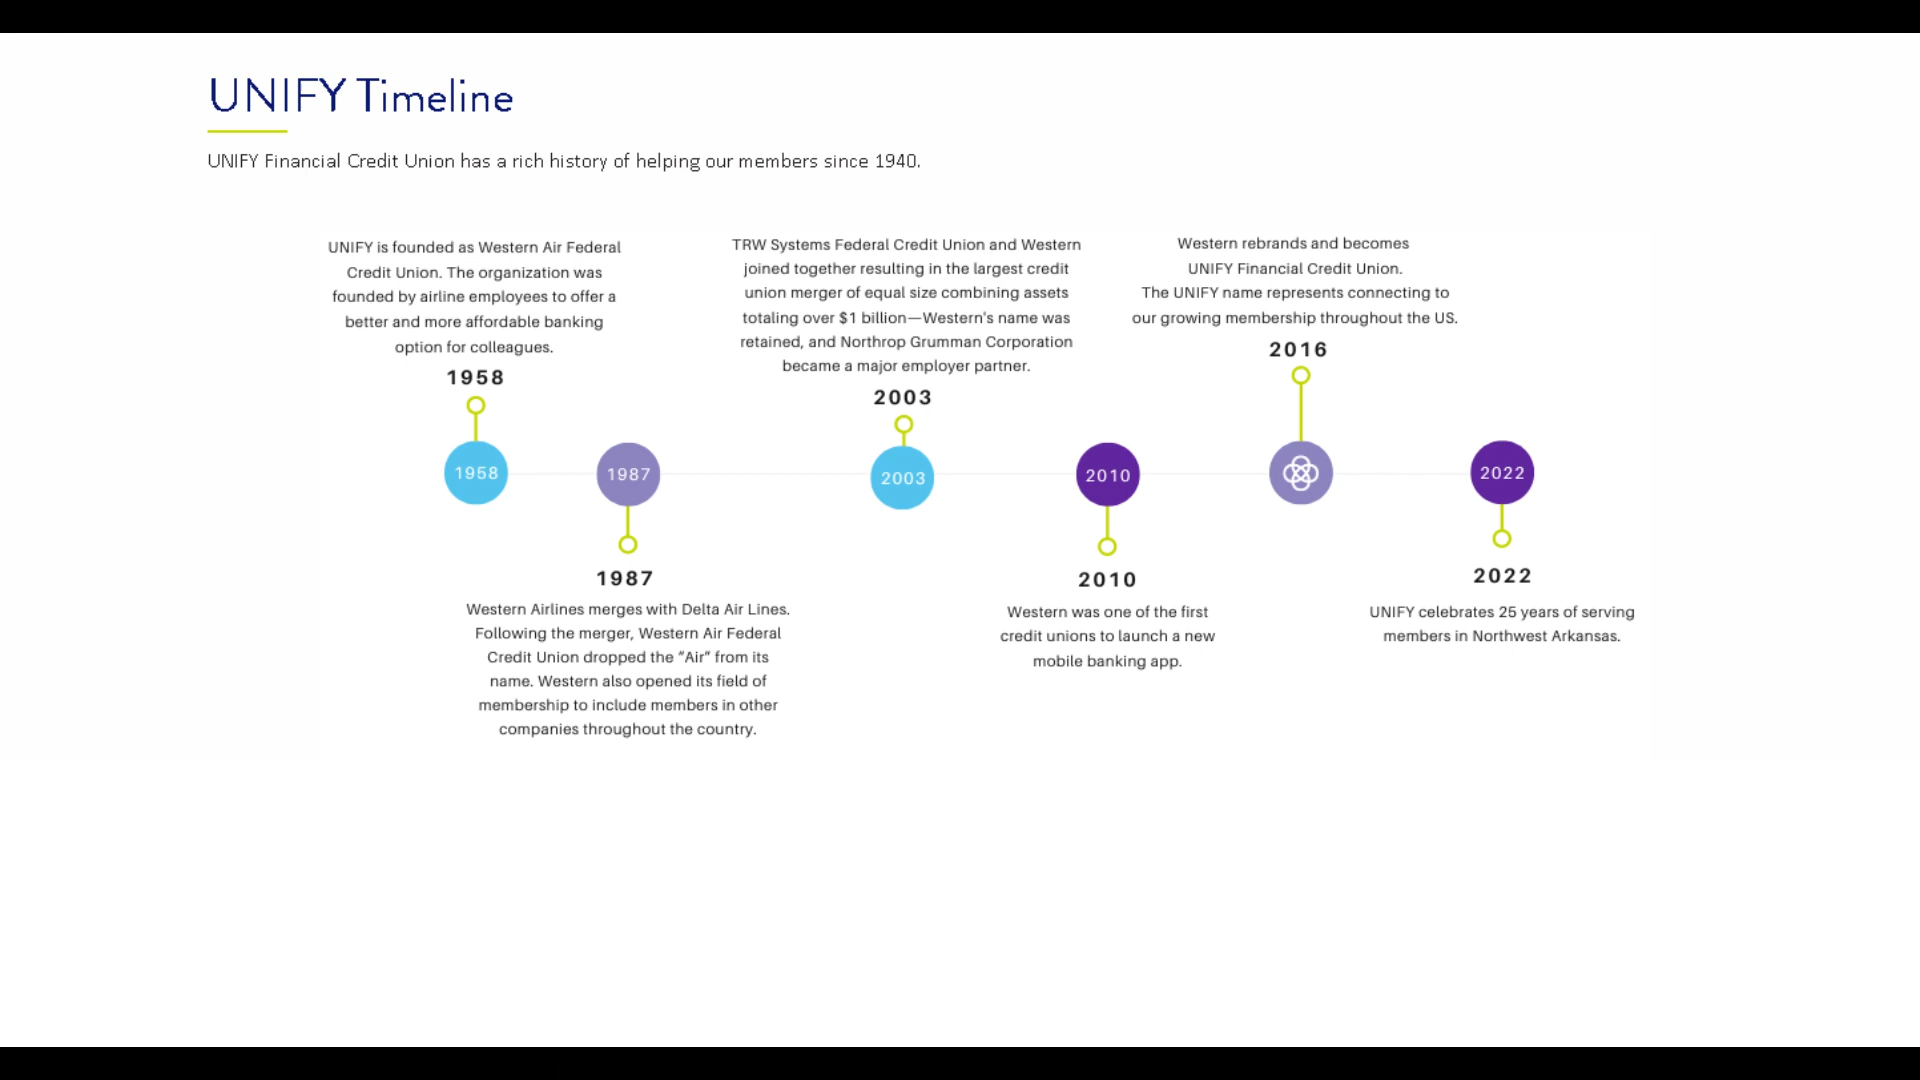 UNIFY Timeline
UNIFY Financial Credit Union has a rich history of helping our members since 1940.
UNIFY is founded as Western Air Federal
Credit Union. The organization was
founded by airline employees to offer a
better and more affordable banking
option for colleagues.
1958
TRW Systems Federal Credit Union and Western
joined together resulting in the largest credit
union merger of equal size combining assets
totaling over $1 billion—Western's name was
retained, and Northrop Grumman Corporation
became a major employer partner.
2003
Western rebrands and becomes
UNIFY Financial Credit Union.
The UNIFY name represents connecting to
our growing membership throughout the US.
2016
1958
1987
2003
2010
2022
1987
Western Airlines merges with Delta Air Lines.
Following the merger, Western Air Federal
Credit Union dropped the “Air” from its
name. Western also opened its field of
membership to include members in other
companies throughout the country.
2010
Western was one of the first
credit unions to launch a new
mobile banking app.
2022
UNIFY celebrates 25 years of serving
members in Northwest Arkansas.